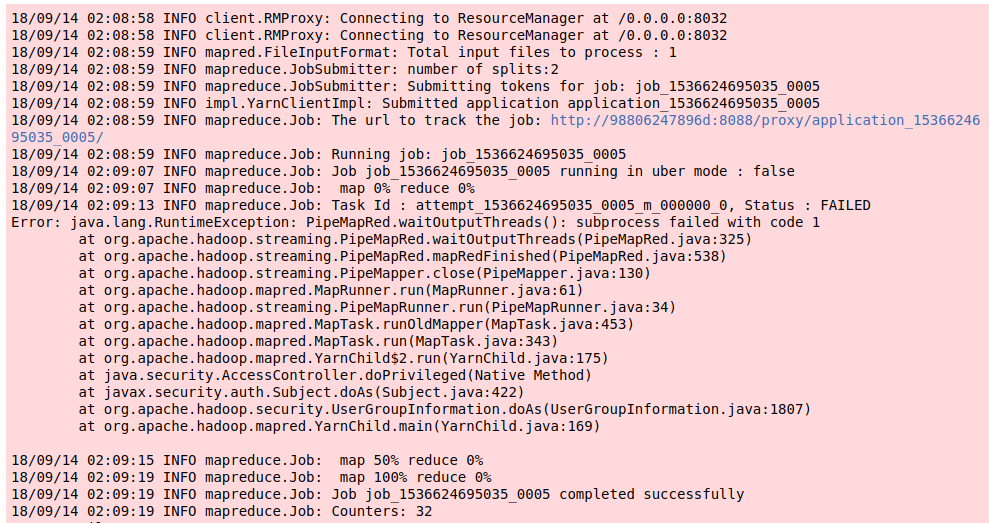 18/09/14 02:08:58 INFO client.RMProxy: Connecting to ResourceManager at /0.0.0.0:8032
18/09/14 02:08:58 INFO client.RMProxy: Connecting to ResourceManager at /0.0.0.0:8032
18/09/14 02:08:59 INFO mapred.FileInputFormat: Total input files to process : 1
18/09/14 02:08:59 INFO mapreduce.JobSubmitter: number of splits:2
18/09/14 02:08:59 INFO mapreduce.JobSubmitter: Submitting tokens for job: job_1536624695035_0005
18/09/14 02:08:59 INFO impl.YarnClientImpl: Submitted application application_1536624695035_0005
18/09/14 02:08:59 INFO mapreduce.Job: The url to track the job: http://98806247896d:8088/proxy/application_15366246
95035_0005/
18/09/14 02:08:59 INFO mapreduce.Job: Running job: job_1536624695035_0005
18/09/14 02:09:07 INFO mapreduce.Job: Job job_1536624695035_0005 running in uber mode : false
18/09/14 02:09:07 INFO mapreduce.Job:  map 0% reduce 0%
18/09/14 02:09:13 INFO mapreduce.Job: Task Id : attempt_1536624695035_0005_m_000000_0, Status : FAILED
Error: java.lang.RuntimeException: PipeMapRed.waitOutputThreads(): subprocess failed with code 1
        at org.apache.hadoop.streaming.PipeMapRed.waitOutputThreads(PipeMapRed.java:325)
        at org.apache.hadoop.streaming.PipeMapRed.mapRedFinished(PipeMapRed.java:538)
        at org.apache.hadoop.streaming.PipeMapper.close(PipeMapper.java:130)
        at org.apache.hadoop.mapred.MapRunner.run(MapRunner.java:61)
        at org.apache.hadoop.streaming.PipeMapRunner.run(PipeMapRunner.java:34)
        at org.apache.hadoop.mapred.MapTask.runOldMapper(MapTask.java:453)
        at org.apache.hadoop.mapred.MapTask.run(MapTask.java:343)
        at org.apache.hadoop.mapred.YarnChild$2.run(YarnChild.java:175)
        at java.security.AccessController.doPrivileged(Native Method)
        at javax.security.auth.Subject.doAs(Subject.java:422)
        at org.apache.hadoop.security.UserGroupInformation.doAs(UserGroupInformation.java:1807)
        at org.apache.hadoop.mapred.YarnChild.main(YarnChild.java:169)

18/09/14 02:09:15 INFO mapreduce.Job:  map 50% reduce 0%
18/09/14 02:09:19 INFO mapreduce.Job:  map 100% reduce 0%
18/09/14 02:09:19 INFO mapreduce.Job: Job job_1536624695035_0005 completed successfully
18/09/14 02:09:19 INFO mapreduce.Job: Counters: 32